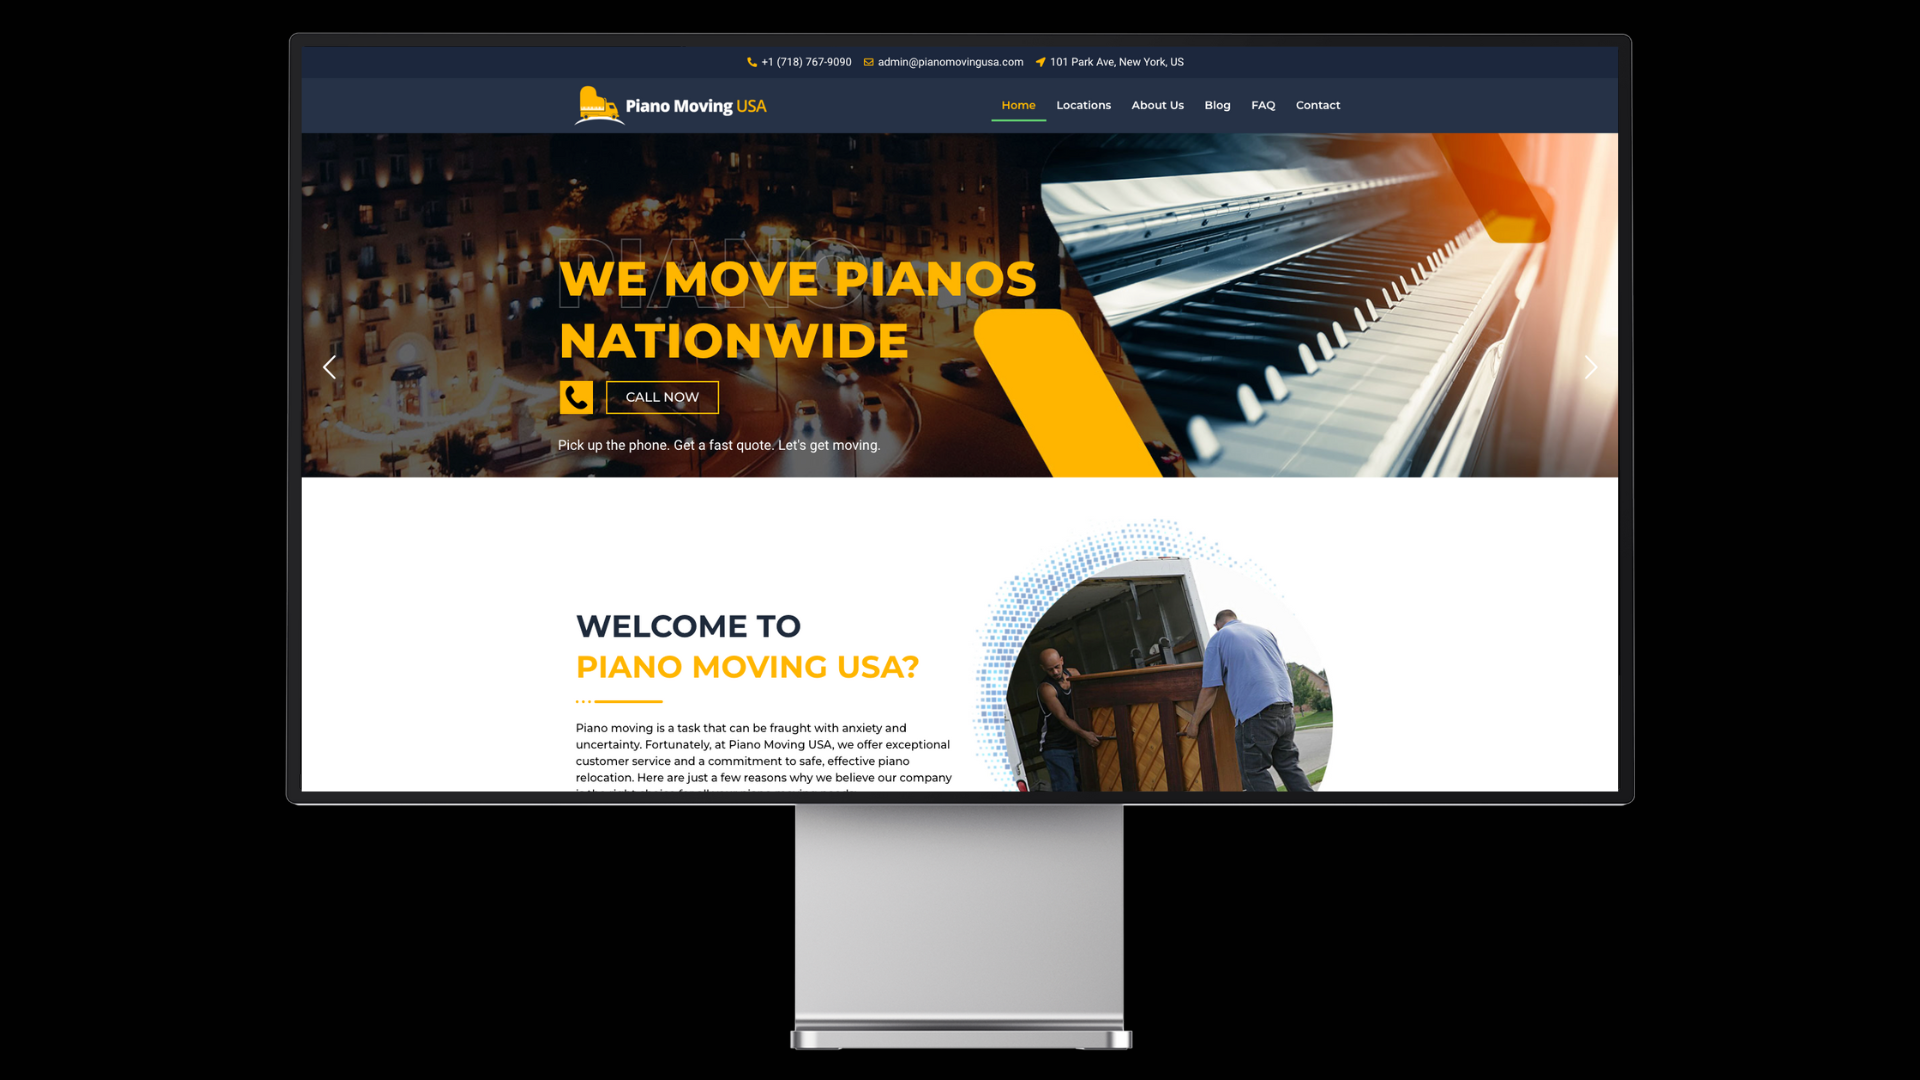 +1 (718) 767-9090 admin@pianomovingusa.com 101 Park Ave, New York, US
Piano Moving USA
Home Locations About Us Blog FAQ Contact
PIANO
WE MOVE PIANOS
NATIONWIDE
CALL NOW
Pick up the phone. Get a fast quote. Let's get moving.
WELCOME TO
PIANO MOVING USA?
Piano moving is a task that can be fraught with anxiety and
uncertainty. Fortunately, at Piano Moving USA, we offer exceptional
customer service and a commitment to safe, effective piano
relocation. Here are just a few reasons why we believe our company